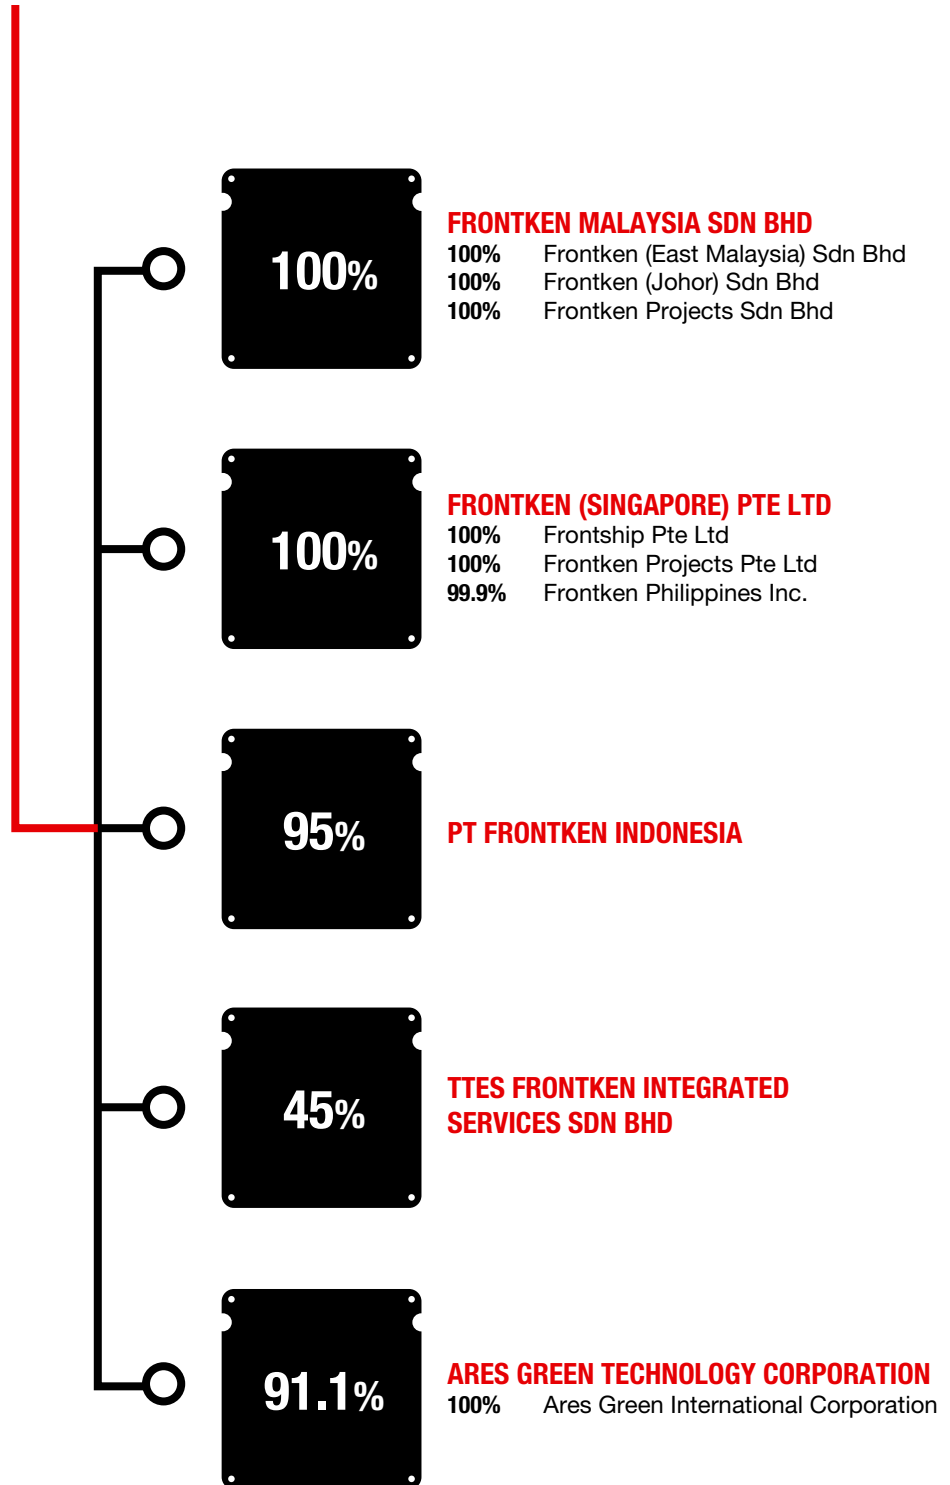 100%
FRONTKEN MALAYSIA SDN BHD
100% Frontken (East Malaysia) Sdn Bhd
100% Frontken (Johor) Sdn Bhd
100% Frontken Projects Sdn Bhd
100%
FRONTKEN (SINGAPORE) PTE LTD
100% Frontship Pte Ltd
100% Frontken Projects Pte Ltd
99.9% Frontken Philippines Inc.
95%
PT FRONTKEN INDONESIA
45%
TTES FRONTKEN INTEGRATED
SERVICES SDN BHD
91.1%
ARES GREEN TECHNOLOGY CORPORATION
100% Ares Green International Corporation